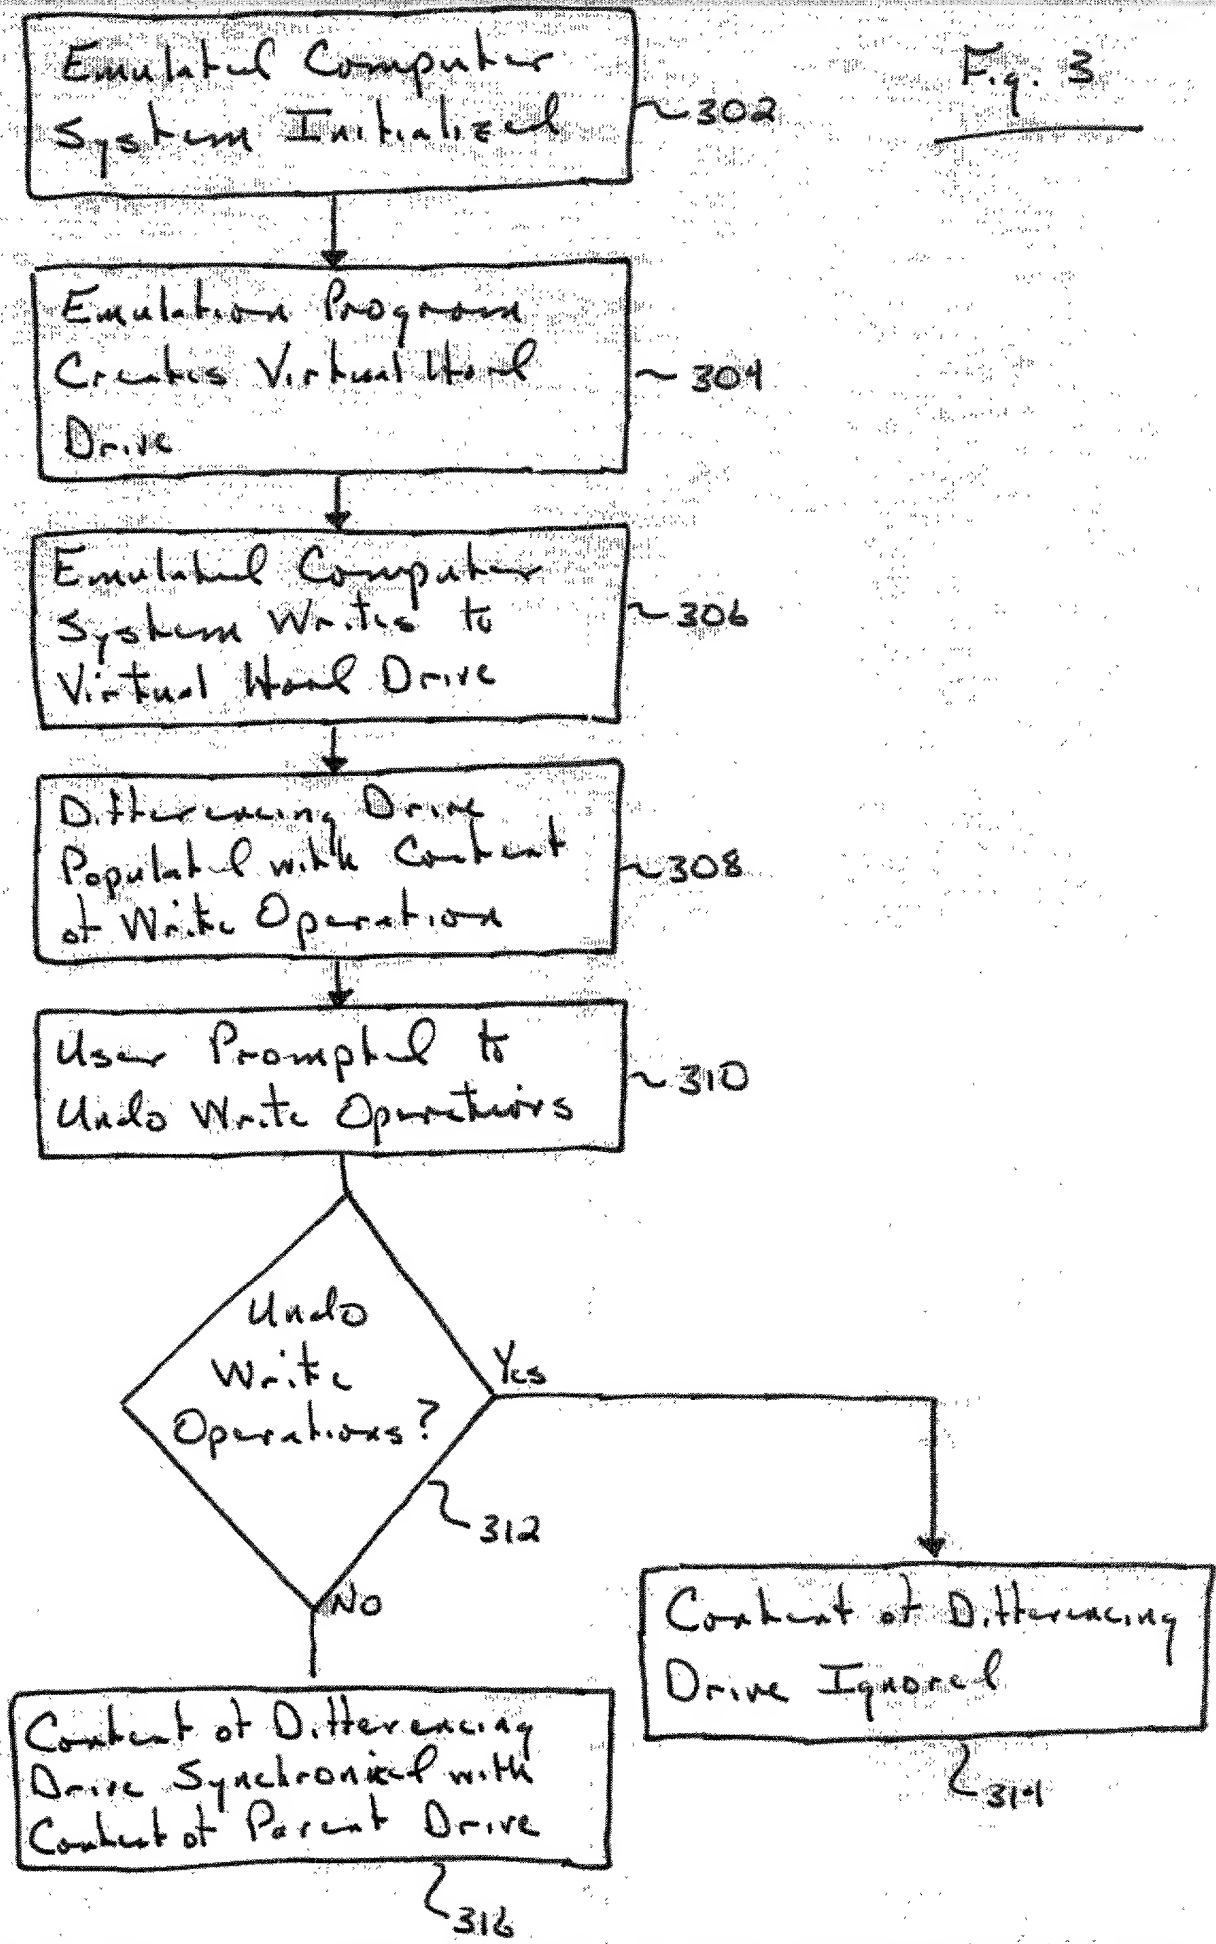 Fig. 3
Emulated Computer
System Initialized
302
Emulation Program
Creates Virtual Hard
Drive
304
Emulated Computer
System Writes to
Virtual Hard Drive
306
Differencing Drive
Populated with Content
of Write Operation
308
User Prompted to
Undo Write Operations
310
Undo
Write
Operations?
Yes
312
No
Content of Differencing
Drive Ignored
314
Content of Differencing
Drive Synchronized with
Content of Parent Drive
316